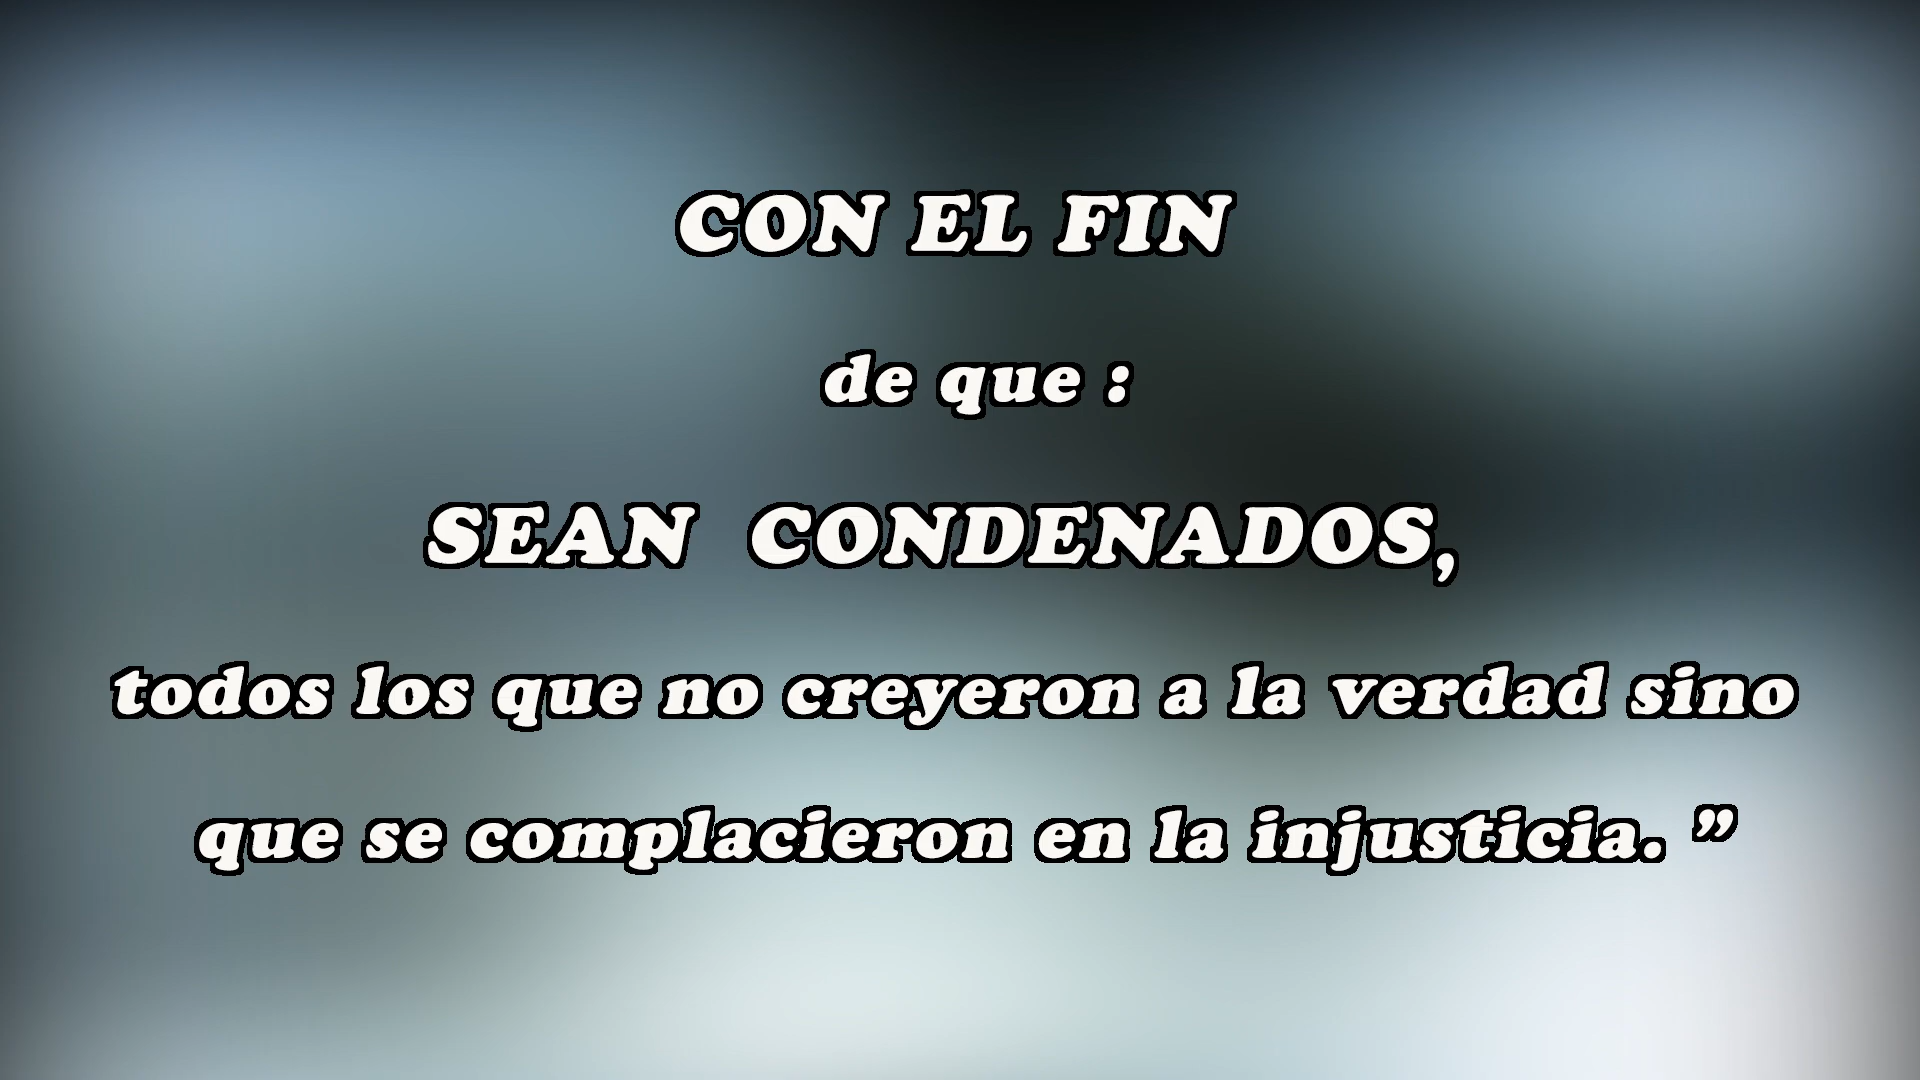 CON EL FIN
de que :
SEAN CONDENADOS,
todos los que no creyeron a la verdad sino
que se complacieron en la injusticia. ”